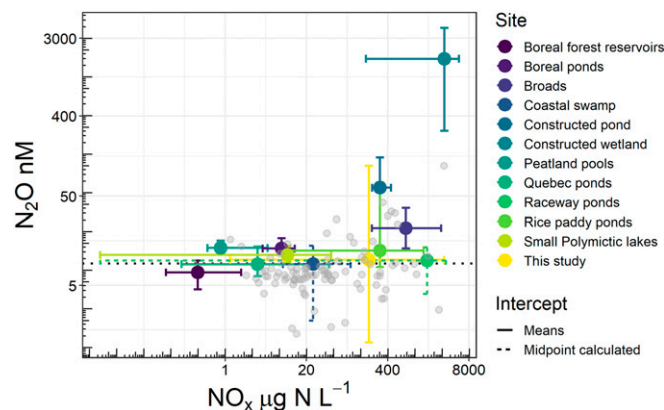 3000
400
50
5
N₂O nM
1
20
400
8000
NOₓ µg N L⁻¹
Site
Boreal forest reservoirs
Boreal ponds
Broads
Coastal swamp
Constructed pond
Constructed wetland
Peatland pools
Quebec ponds
Raceway ponds
Rice paddy ponds
Small Polymictic lakes
This study
Intercept
Means
Midpoint calculated